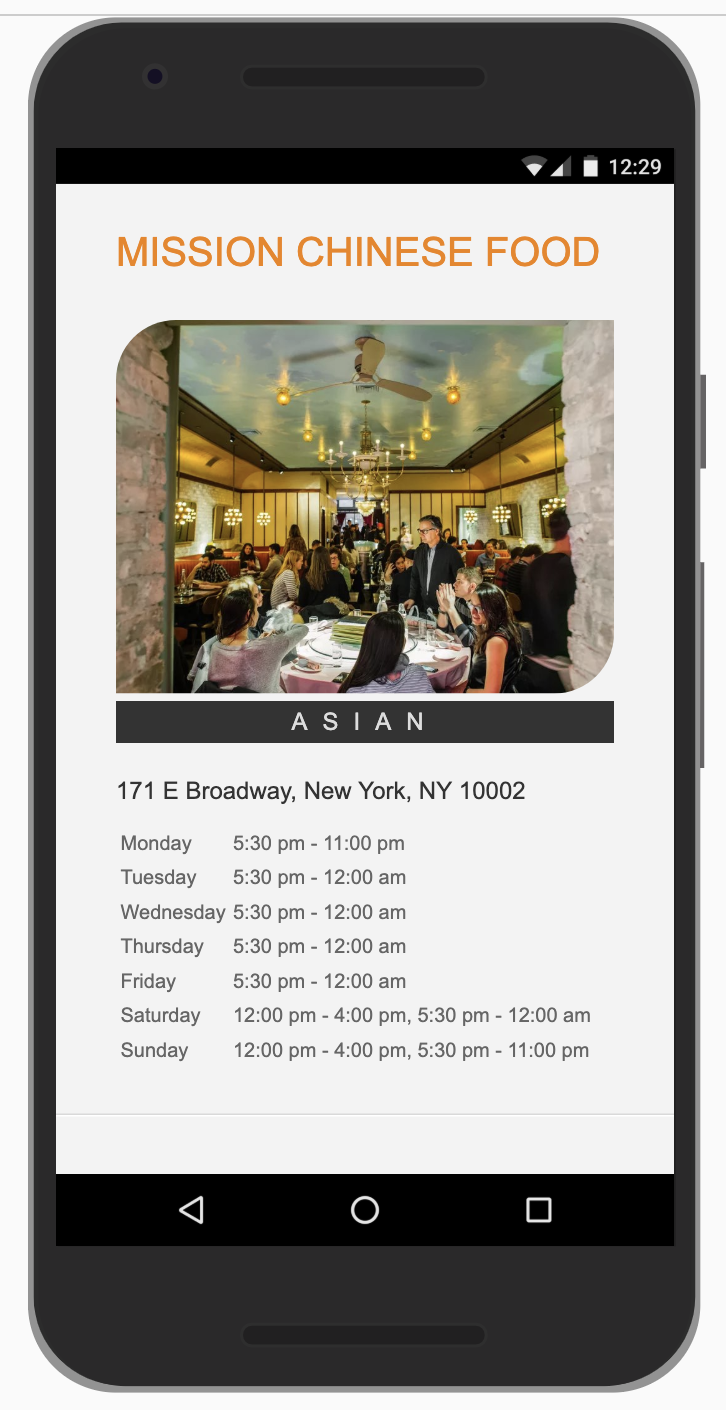 12:29
MISSION CHINESE FOOD
ASIAN
171 E Broadway, New York, NY 10002
Monday 5:30 pm - 11:00 pm
Tuesday 5:30 pm - 12:00 am
Wednesday 5:30 pm - 12:00 am
Thursday 5:30 pm - 12:00 am
Friday 5:30 pm - 12:00 am
Saturday 12:00 pm - 4:00 pm, 5:30 pm - 12:00 am
Sunday 12:00 pm - 4:00 pm, 5:30 pm - 11:00 pm